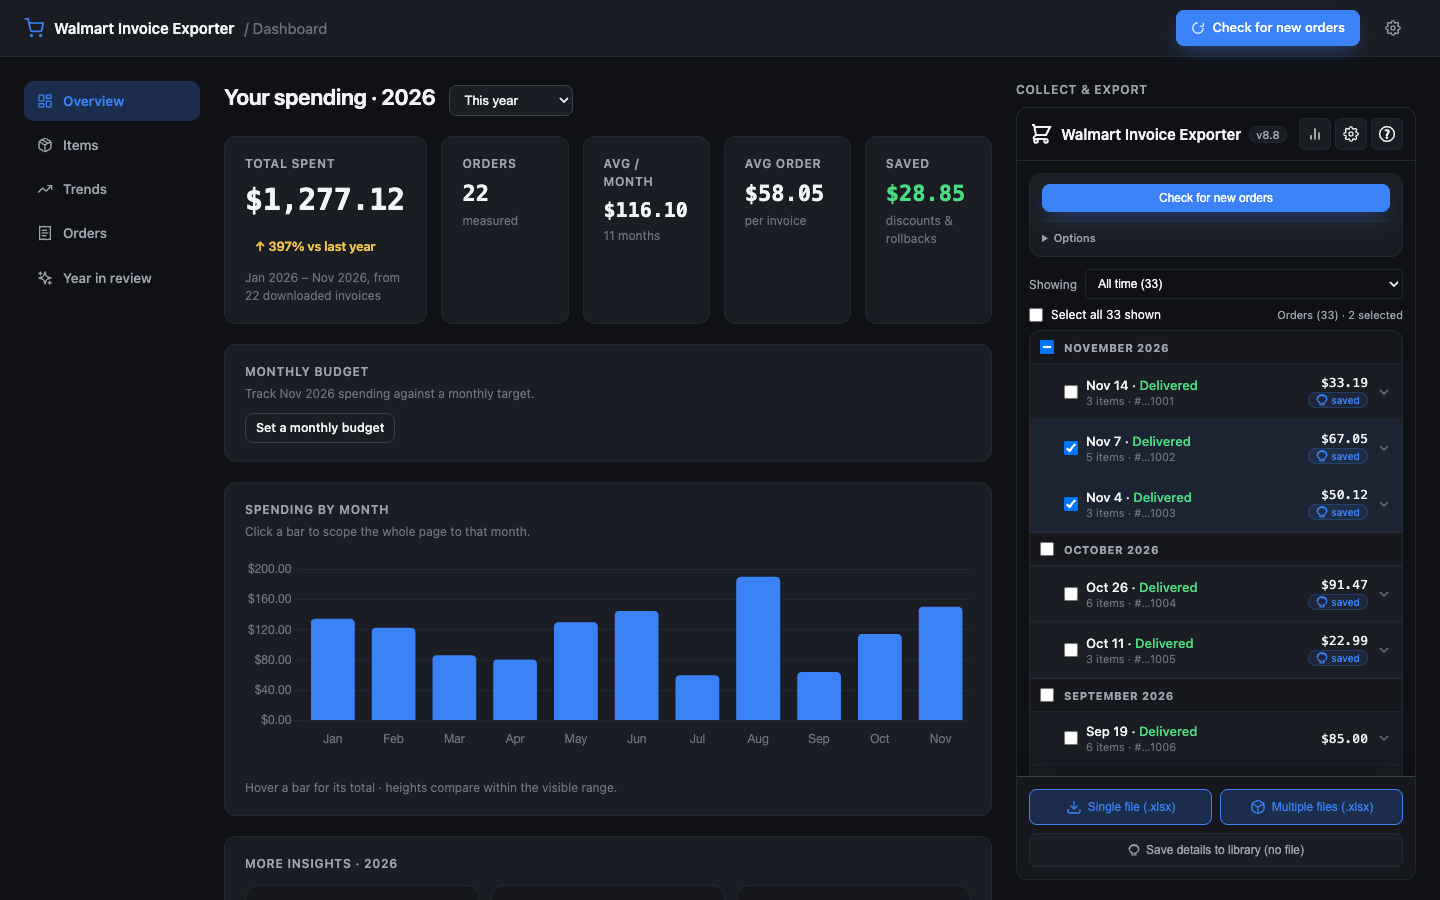 Walmart Invoice Exporter / Dashboard
Check for new orders
Overview
Items
Trends
Orders
Year in review
Your spending · 2026
This year
TOTAL SPENT
$1,277.12
↑ 397% vs last year
Jan 2026 – Nov 2026, from
22 downloaded invoices
ORDERS
22
measured
AVG /
MONTH
$116.10
11 months
AVG ORDER
$58.05
per invoice
SAVED
$28.85
discounts &
rollbacks
MONTHLY BUDGET
Track Nov 2026 spending against a monthly target.
Set a monthly budget
SPENDING BY MONTH
Click a bar to scope the whole page to that month.
$200.00
$160.00
$120.00
$80.00
$40.00
$0.00
Jan Feb Mar Apr May Jun Jul Aug Sep Oct Nov
Hover a bar for its total · heights compare within the visible range.
MORE INSIGHTS · 2026
COLLECT & EXPORT
Walmart Invoice Exporter v8.8
Check for new orders
Options
Showing All time (33)
Select all 33 shown Orders (33) · 2 selected
NOVEMBER 2026
Nov 14 · Delivered $33.19
3 items · #…1001 saved
Nov 7 · Delivered $67.05
5 items · #…1002 saved
Nov 4 · Delivered $50.12
3 items · #…1003 saved
OCTOBER 2026
Oct 26 · Delivered $91.47
6 items · #…1004 saved
Oct 11 · Delivered $22.99
3 items · #…1005 saved
SEPTEMBER 2026
Sep 19 · Delivered $85.00
6 items · #…1006
Single file (.xlsx)
Multiple files (.xlsx)
Save details to library (no file)